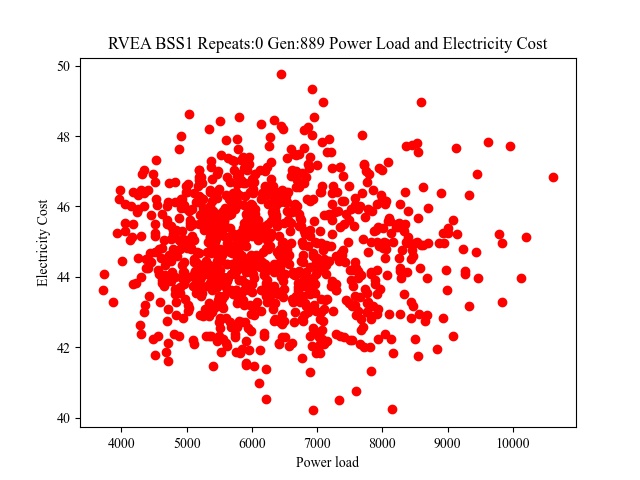 RVEA BSS1 Repeats:0 Gen:889 Power Load and Electricity Cost
50
48
46
44
42
40
Electricity Cost
4000 5000 6000 7000 8000 9000 10000
Power load